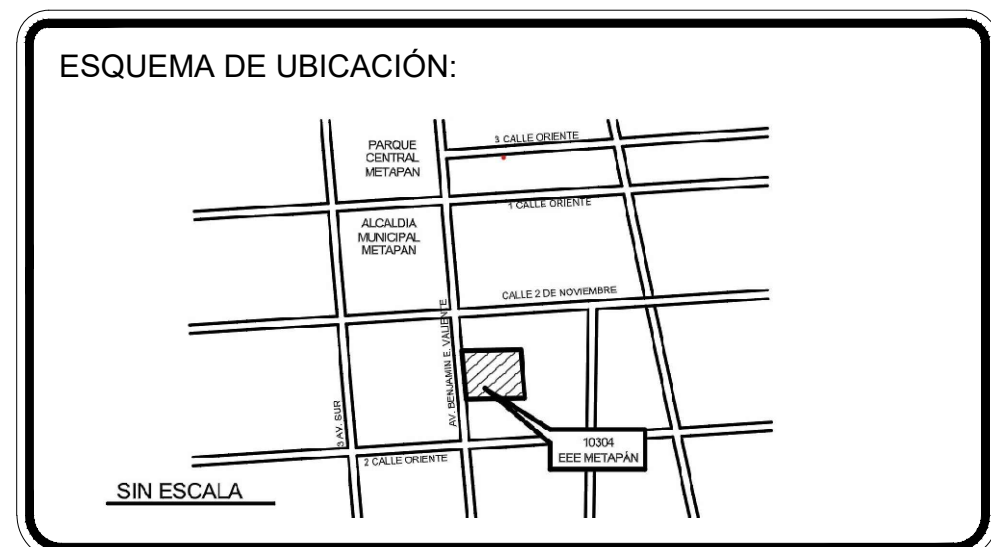 ESQUEMA DE UBICACIÓN:
PARQUE
CENTRAL
METAPAN
3 CALLE ORIENTE
1 CALLE ORIENTE
ALCALDIA
MUNICIPAL
METAPAN
CALLE 2 DE NOVIEMBRE
AV. BENJAMIN E. VALIENTE
3 AV. SUR
2 CALLE ORIENTE
10304
EEE METAPÁN
SIN ESCALA